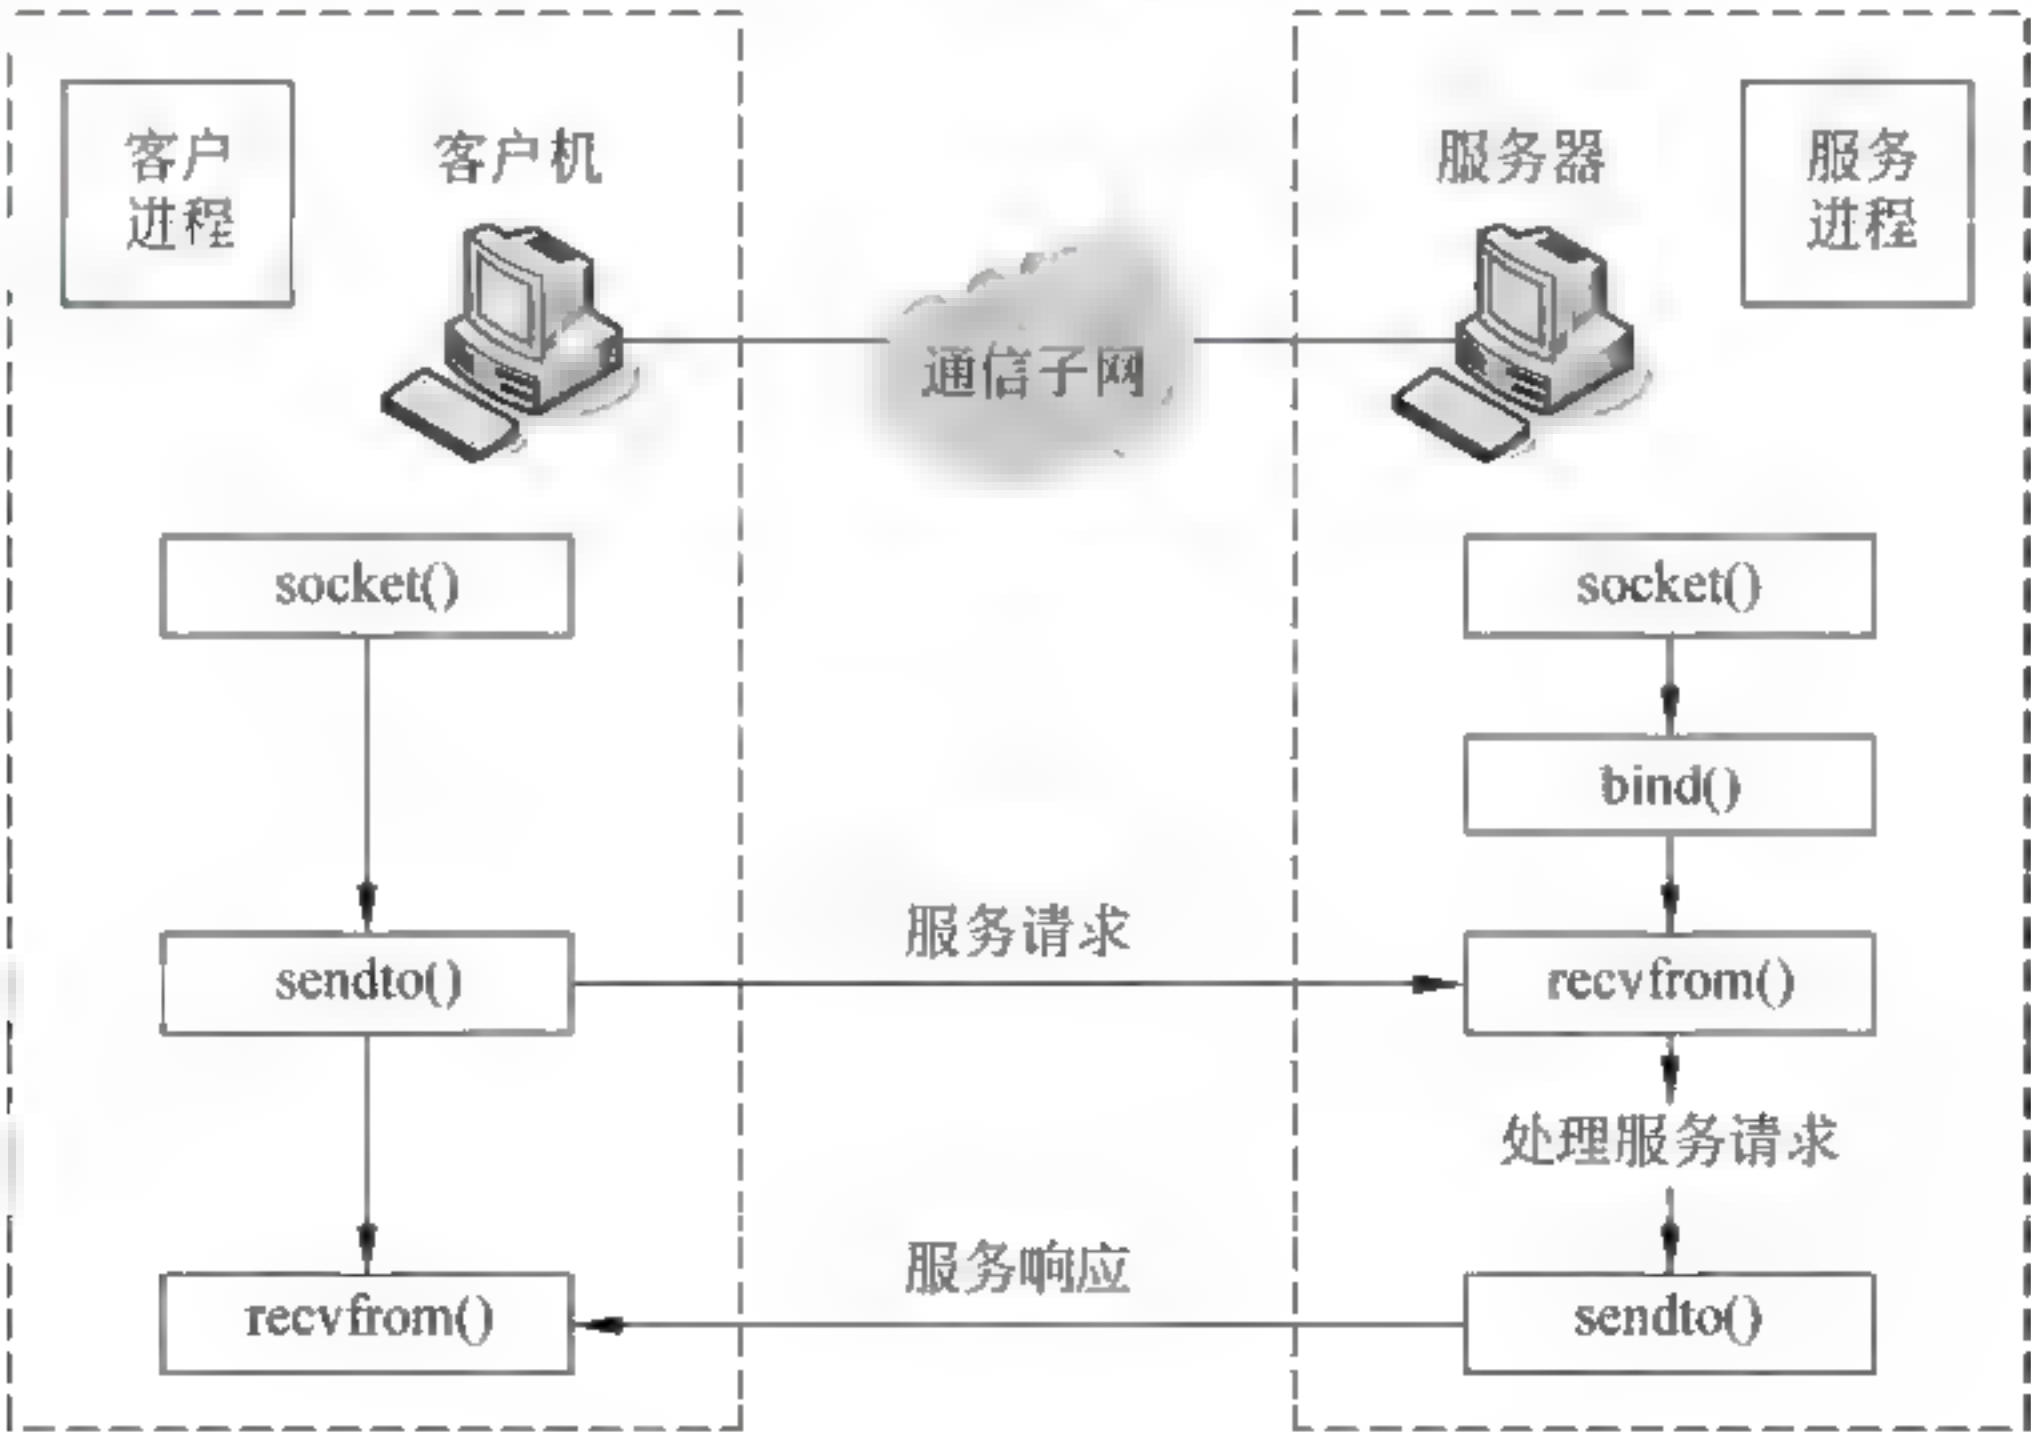 客户
进程
客户机
服务器
服务
进程
通信子网
socket()
socket()
bind()
服务请求
sendto()
recvfrom()
处理服务请求
服务响应
recvfrom()
sendto()